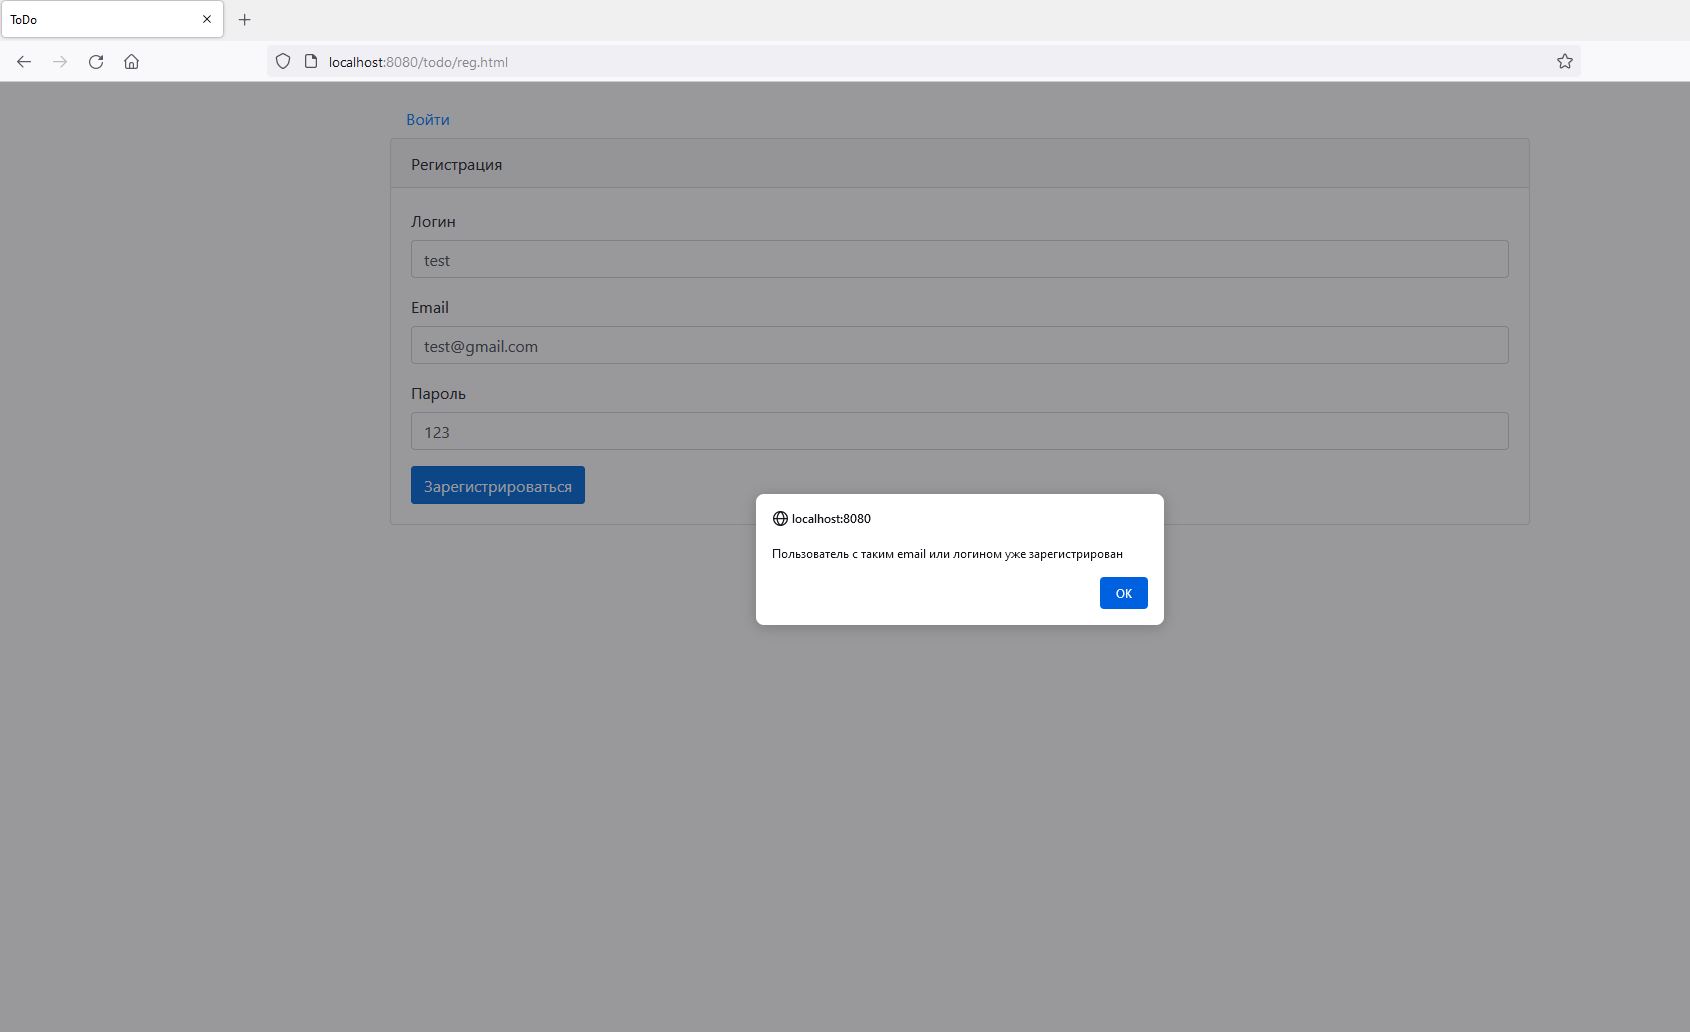 ToDo
localhost:8080/todo/reg.html
Войти
Регистрация
Логин
test
Email
test@gmail.com
Пароль
123
Зарегистрироваться
localhost:8080
Пользователь с таким email или логином уже зарегистрирован
OK